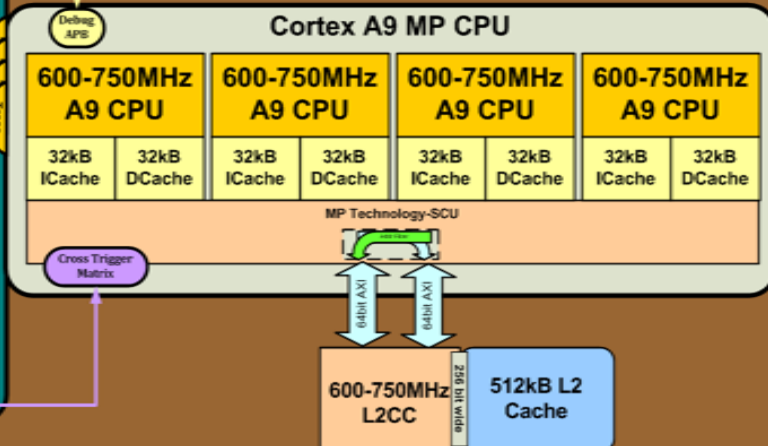 Debug
APB
Cortex A9 MP CPU
600-750MHz
A9 CPU
600-750MHz
A9 CPU
600-750MHz
A9 CPU
600-750MHz
A9 CPU
32kB
ICache
32kB
DCache
32kB
ICache
32kB
DCache
32kB
ICache
32kB
DCache
32kB
ICache
32kB
DCache
MP Technology-SCU
Cross Trigger
Matrix
64bit AXI
64bit AXI
600-750MHz
L2CC
256 bit wide
512kB L2
Cache